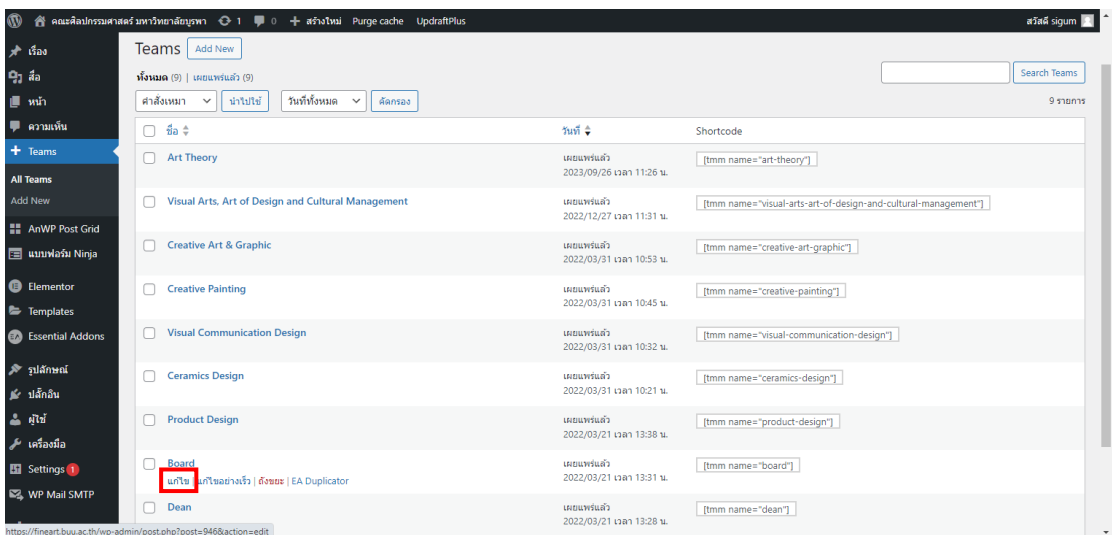 คณะศิลปกรรมศาสตร์ มหาวิทยาลัยบูรพา 1 0 + สร้างใหม่ Purge cache UpdraftPlus สวัสดี sigum
เรื่อง
สื่อ
หน้า
ความเห็น
Teams
All Teams
Add New
AnWP Post Grid
แบบฟอร์ม Ninja
Elementor
Templates
Essential Addons
รูปลักษณ์
ปลั๊กอิน
ผู้ใช้
เครื่องมือ
Settings 1
WP Mail SMTP
Teams Add New
ทั้งหมด (9) | เผยแพร่แล้ว (9)
Search Teams
คำสั่งเหมา นำไปใช้ วันที่ทั้งหมด คัดกรอง 9 รายการ
ชื่อ วันที่ Shortcode
Art Theory เผยแพร่แล้ว [tmm name="art-theory"]
2023/09/26 เวลา 11:26 น.
Visual Arts, Art of Design and Cultural Management เผยแพร่แล้ว [tmm name="visual-arts-art-of-design-and-cultural-management"]
2022/12/27 เวลา 11:31 น.
Creative Art & Graphic เผยแพร่แล้ว [tmm name="creative-art-graphic"]
2022/03/31 เวลา 10:53 น.
Creative Painting เผยแพร่แล้ว [tmm name="creative-painting"]
2022/03/31 เวลา 10:45 น.
Visual Communication Design เผยแพร่แล้ว [tmm name="visual-communication-design"]
2022/03/31 เวลา 10:32 น.
Ceramics Design เผยแพร่แล้ว [tmm name="ceramics-design"]
2022/03/31 เวลา 10:21 น.
Product Design เผยแพร่แล้ว [tmm name="product-design"]
2022/03/21 เวลา 13:38 น.
Board เผยแพร่แล้ว [tmm name="board"]
แก้ไข | แก้ไขอย่างเร็ว | ถังขยะ | EA Duplicator 2022/03/21 เวลา 13:31 น.
Dean เผยแพร่แล้ว [tmm name="dean"]
2022/03/21 เวลา 13:28 น.
https://fineart.buu.ac.th/wp-admin/post.php?post=946&action=edit